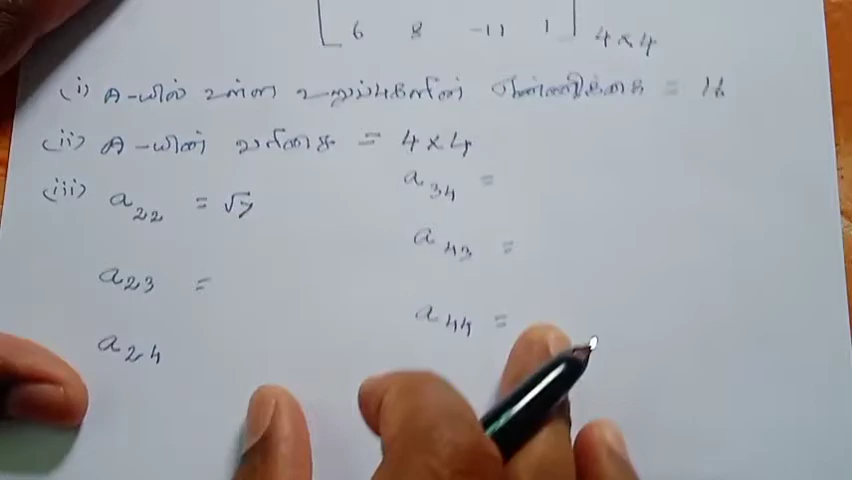 6 8 -11 1 4×4
(i) A-யில் உள்ள உறுப்புகளின் எண்ணிக்கை = 16
(ii) A-யின் வரிசை = 4×4
(iii) a22 = √7 a34 =
a23 = a43 =
a24 a44 =